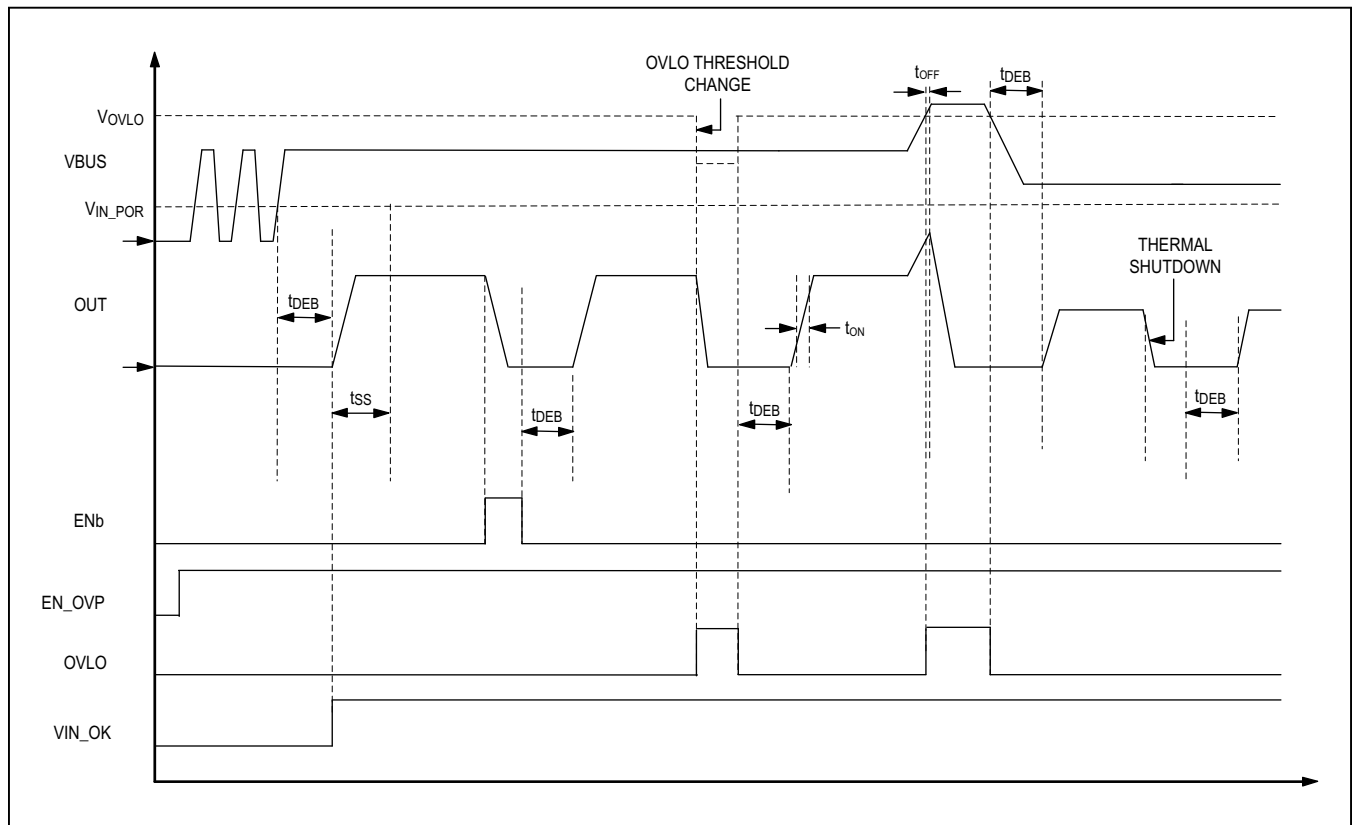 OVLO THRESHOLD
CHANGE
tOFF
tDEB
VOVLO
VBUS
VIN_POR
THERMAL
SHUTDOWN
OUT
tDEB
tON
tSS
tDEB
tDEB
tDEB
ENb
EN_OVP
OVLO
VIN_OK